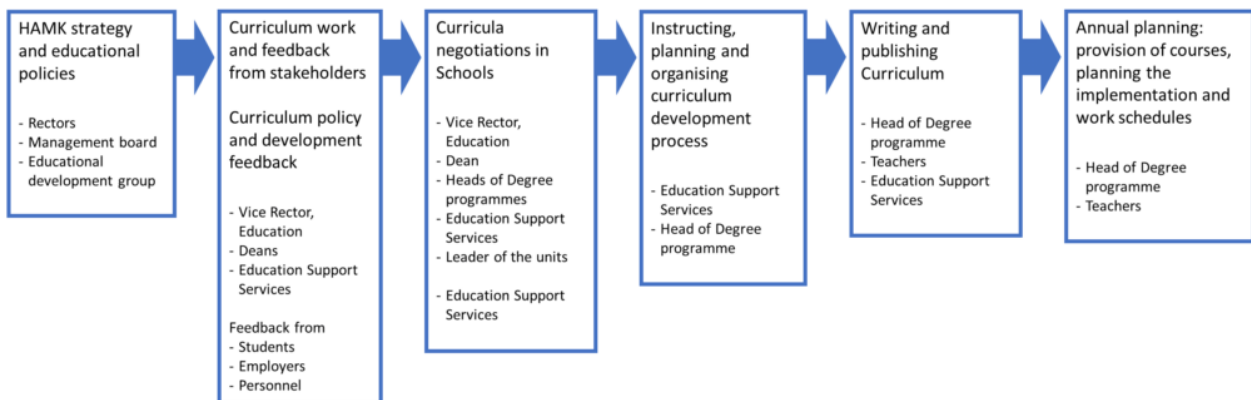 HAMK strategy
and educational
policies
- Rectors
- Management board
- Educational
development group
Curriculum work
and feedback
from stakeholders
Curriculum policy
and development
feedback
- Vice Rector,
Education
- Deans
- Education Support
Services
Feedback from
- Students
- Employers
- Personnel
Curricula
negotiations in
Schools
- Vice Rector,
Education
- Dean
- Heads of Degree
programmes
- Education Support
Services
- Leader of the units
- Education Support
Services
Instructing,
planning and
organising
curriculum
development
process
- Education Support
Services
- Head of Degree
programme
Writing and
publishing
Curriculum
- Head of Degree
programme
- Teachers
- Education Support
Services
Annual planning:
provision of courses,
planning the
implementation and
work schedules
- Head of Degree
programme
- Teachers